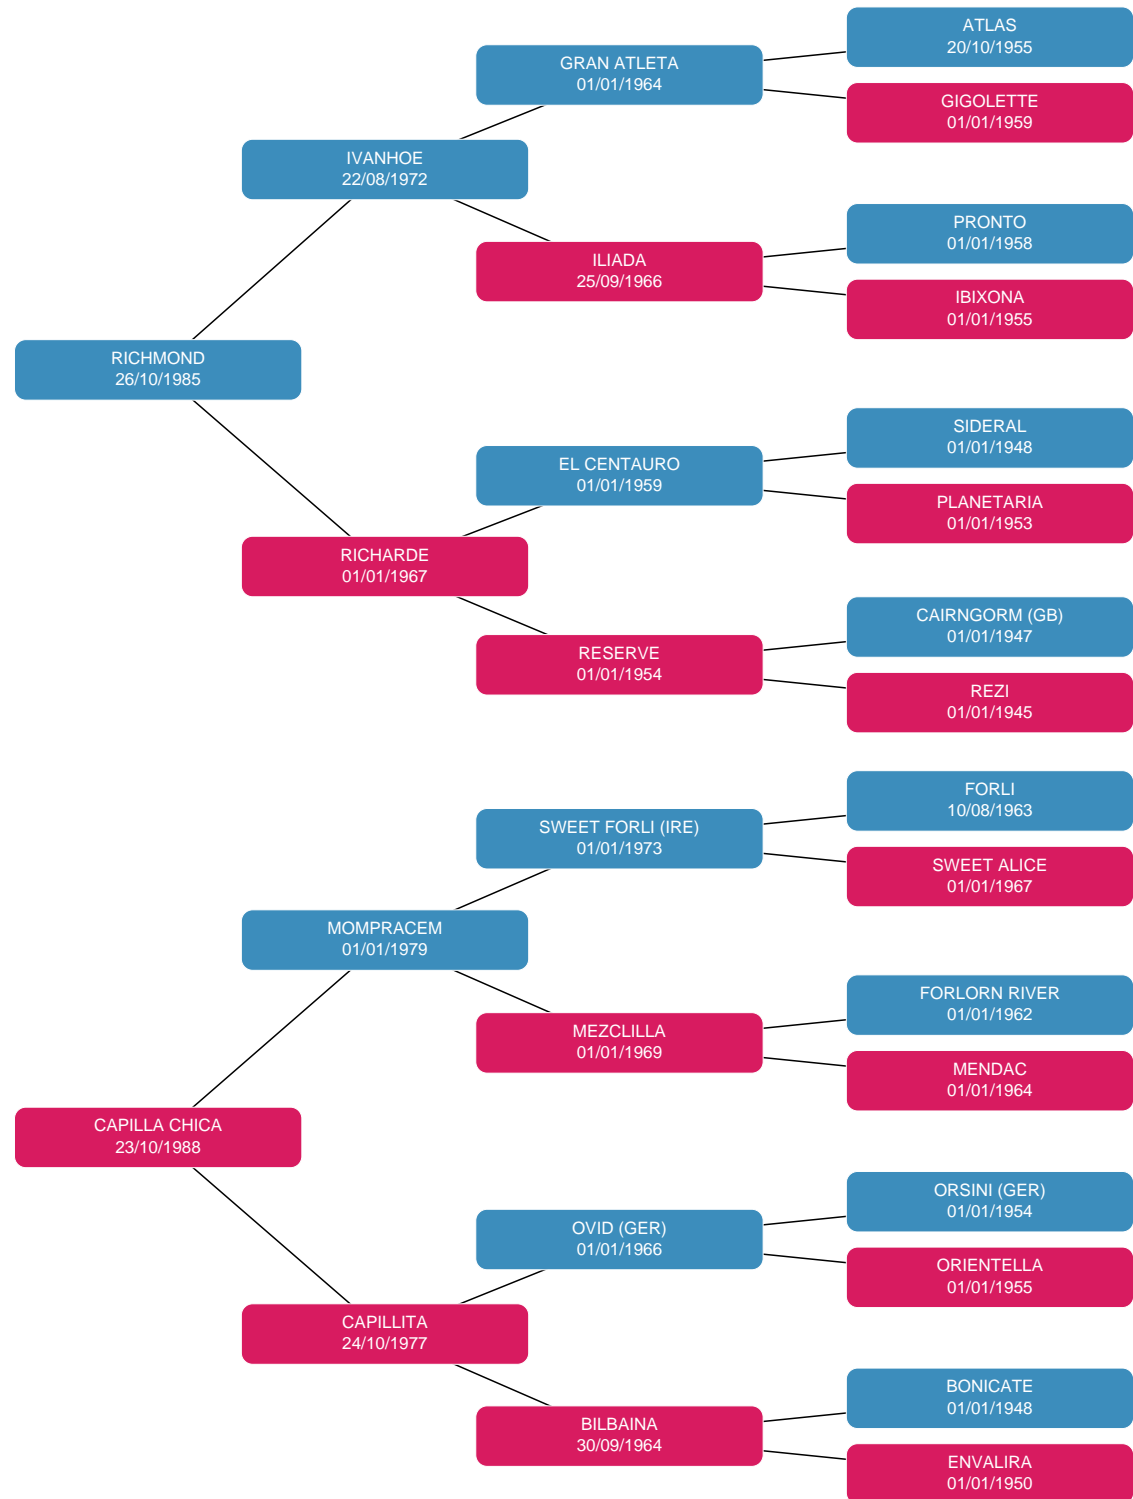 ATLAS
20/10/1955
GRAN ATLETA
01/01/1964
GIGOLETTE
01/01/1959
IVANHOE
22/08/1972
PRONTO
01/01/1958
ILIADA
25/09/1966
IBIXONA
01/01/1955
RICHMOND
26/10/1985
SIDERAL
01/01/1948
EL CENTAURO
01/01/1959
PLANETARIA
01/01/1953
RICHARDE
01/01/1967
CAIRNGORM (GB)
01/01/1947
RESERVE
01/01/1954
REZI
01/01/1945
FORLI
10/08/1963
SWEET FORLI (IRE)
01/01/1973
SWEET ALICE
01/01/1967
MOMPRACEM
01/01/1979
FORLORN RIVER
01/01/1962
MEZCLILLA
01/01/1969
MENDAC
01/01/1964
CAPILLA CHICA
23/10/1988
ORSINI (GER)
01/01/1954
OVID (GER)
01/01/1966
ORIENTELLA
01/01/1955
CAPILLITA
24/10/1977
BONICATE
01/01/1948
BILBAINA
30/09/1964
ENVALIRA
01/01/1950